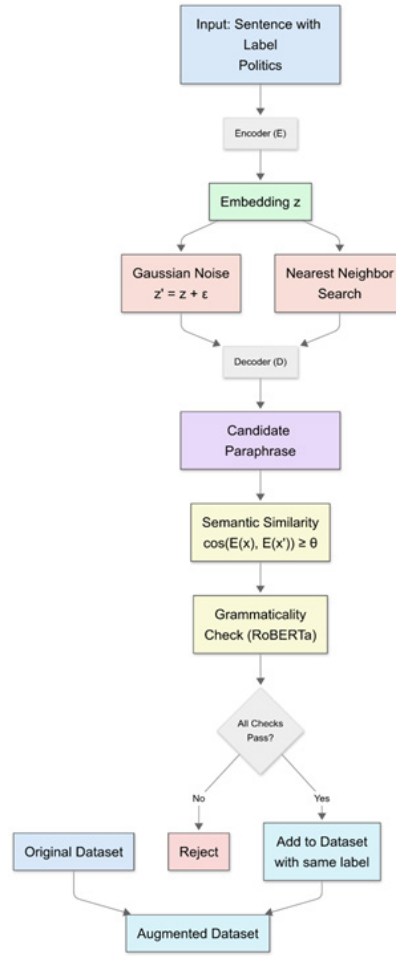 Input: Sentence with
Label
Politics
Encoder (E)
Embedding z
Gaussian Noise
z' = z + ε
Nearest Neighbor
Search
Decoder (D)
Candidate
Paraphrase
Semantic Similarity
cos(E(x), E(x')) ≥ θ
Grammaticality
Check (RoBERTa)
All Checks
Pass?
No
Yes
Original Dataset
Reject
Add to Dataset
with same label
Augmented Dataset